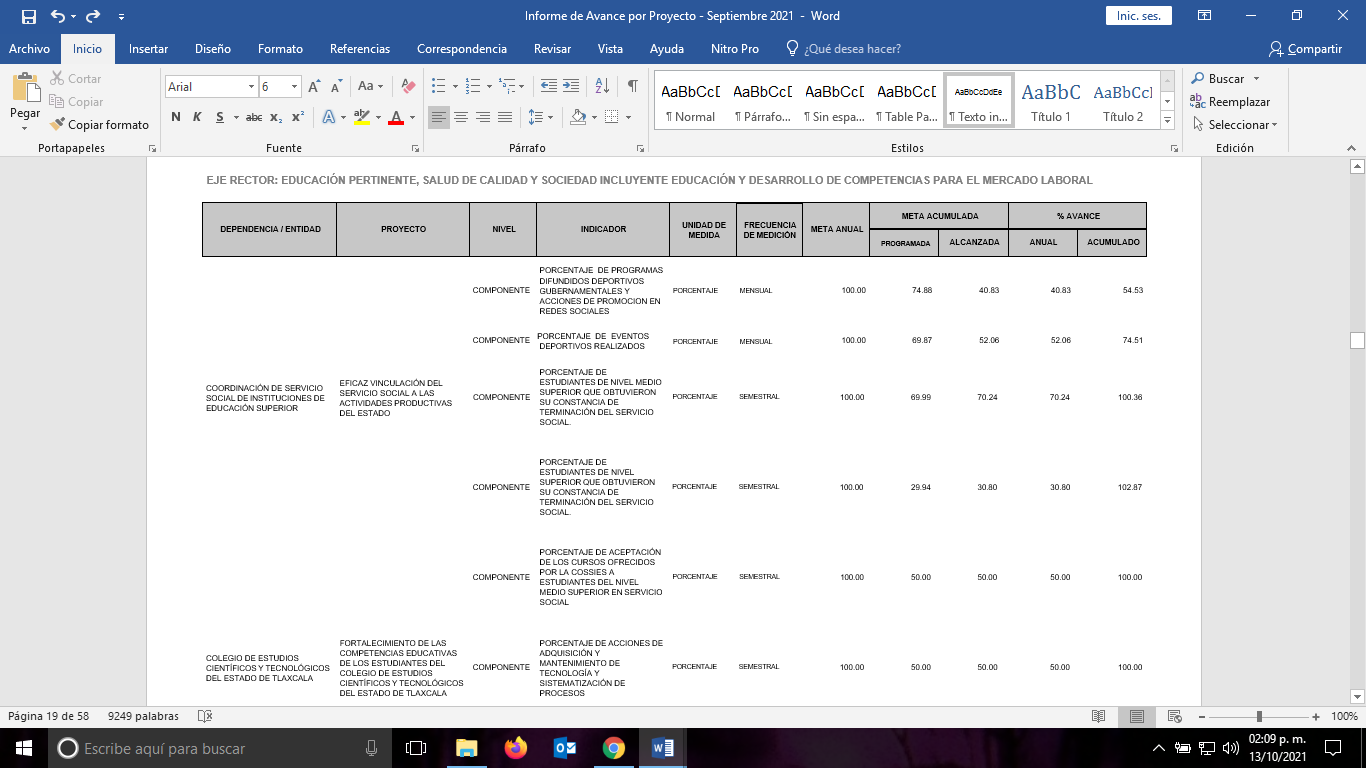 Informe de Avance por Proyecto - Septiembre 2021 - Word
Inic. ses.
Archivo Inicio Insertar Diseño Formato Referencias Correspondencia Revisar Vista Ayuda Nitro Pro ¿Qué desea hacer? Compartir
Pegar
Cortar
Copiar
Copiar formato
Portapapeles
Arial 6
Aa
N K S abc x₂ x² A A
Fuente
Párrafo
AaBbCcD AaBbCcD AaBbCcD AaBbCcD AaBbCcDdEe AaBbC AaBbCcI
¶ Normal ¶ Párrafo... ¶ Sin espa... ¶ Table Pa... ¶ Texto in... Título 1 Título 2
Estilos
Buscar
Reemplazar
Seleccionar
Edición
EJE RECTOR: EDUCACIÓN PERTINENTE, SALUD DE CALIDAD Y SOCIEDAD INCLUYENTE EDUCACIÓN Y DESARROLLO DE COMPETENCIAS PARA EL MERCADO LABORAL
DEPENDENCIA / ENTIDAD
PROYECTO
NIVEL
INDICADOR
UNIDAD DE
MEDIDA
FRECUENCIA
DE MEDICIÓN
META ANUAL
META ACUMULADA
PROGRAMADA ALCANZADA
% AVANCE
ANUAL ACUMULADO
COMPONENTE
PORCENTAJE DE PROGRAMAS
DIFUNDIDOS DEPORTIVOS
GUBERNAMENTALES Y
ACCIONES DE PROMOCION EN
REDES SOCIALES
PORCENTAJE MENSUAL 100.00 74.88 40.83 40.83 54.53
COMPONENTE
PORCENTAJE DE EVENTOS
DEPORTIVOS REALIZADOS
PORCENTAJE MENSUAL 100.00 69.87 52.06 52.06 74.51
COORDINACIÓN DE SERVICIO
SOCIAL DE INSTITUCIONES DE
EDUCACIÓN SUPERIOR
EFICAZ VINCULACIÓN DEL
SERVICIO SOCIAL A LAS
ACTIVIDADES PRODUCTIVAS
DEL ESTADO
COMPONENTE
PORCENTAJE DE
ESTUDIANTES DE NIVEL MEDIO
SUPERIOR QUE OBTUVIERON
SU CONSTANCIA DE
TERMINACIÓN DEL SERVICIO
SOCIAL.
PORCENTAJE SEMESTRAL 100.00 69.99 70.24 70.24 100.36
COMPONENTE
PORCENTAJE DE
ESTUDIANTES DE NIVEL
SUPERIOR QUE OBTUVIERON
SU CONSTANCIA DE
TERMINACIÓN DEL SERVICIO
SOCIAL.
PORCENTAJE SEMESTRAL 100.00 29.94 30.80 30.80 102.87
COMPONENTE
PORCENTAJE DE ACEPTACIÓN
DE LOS CURSOS OFRECIDOS
POR LA COSSIES A
ESTUDIANTES DEL NIVEL
MEDIO SUPERIOR EN SERVICIO
SOCIAL
PORCENTAJE SEMESTRAL 100.00 50.00 50.00 50.00 100.00
COLEGIO DE ESTUDIOS
CIENTÍFICOS Y TECNOLÓGICOS
DEL ESTADO DE TLAXCALA
FORTALECIMIENTO DE LAS
COMPETENCIAS EDUCATIVAS
DE LOS ESTUDIANTES DEL
COLEGIO DE ESTUDIOS
CIENTÍFICOS Y TECNOLÓGICOS
DEL ESTADO DE TLAXCALA
COMPONENTE
PORCENTAJE DE ACCIONES DE
ADQUISICIÓN Y
MANTENIMIENTO DE
TECNOLOGÍA Y
SISTEMATIZACIÓN DE
PROCESOS
PORCENTAJE SEMESTRAL 100.00 50.00 50.00 50.00 100.00
Página 19 de 58 9249 palabras 100%
Escribe aquí para buscar
02:09 p. m.
13/10/2021